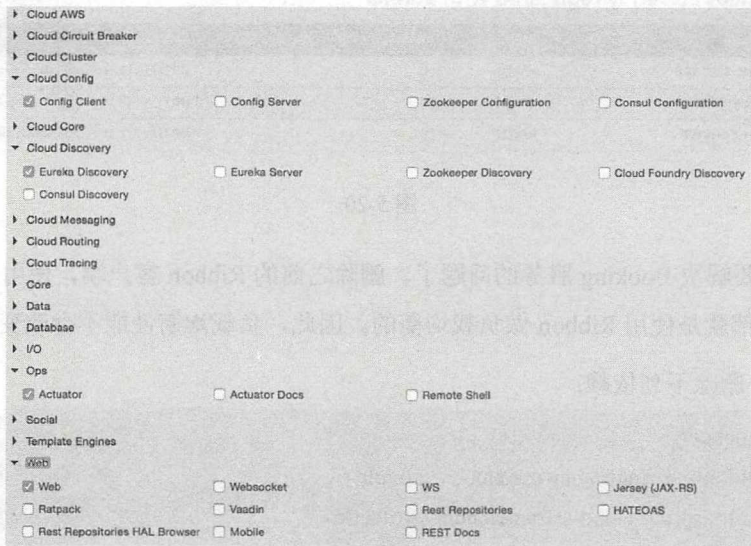 Cloud AWS
Cloud Circuit Breaker
Cloud Cluster
Cloud Config
Config Client Config Server Zookeeper Configuration Consul Configuration
Cloud Core
Cloud Discovery
Eureka Discovery Eureka Server Zookeeper Discovery Cloud Foundry Discovery
Consul Discovery
Cloud Messaging
Cloud Routing
Cloud Tracing
Core
Data
Database
I/O
Ops
Actuator Actuator Docs Remote Shell
Social
Template Engines
Web
Web Websocket WS Jersey (JAX-RS)
Ratpack Vaadin Rest Repositories HATEOAS
Rest Repositories HAL Browser Mobile REST Docs